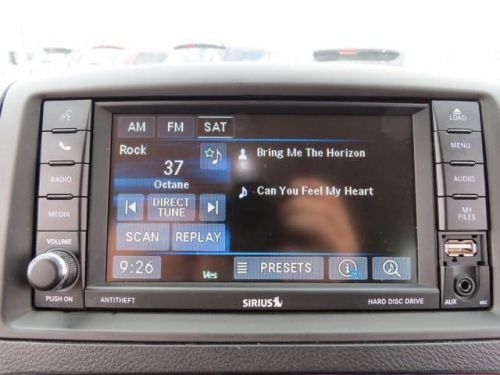 LOAD
AM FM SAT
MENU
Rock
37
Octane
Bring Me The Horizon
Can You Feel My Heart
RADIO
AUDIO
MEDIA
DIRECT
TUNE
MY
FILES
SCAN REPLAY
VOLUME
PUSH ON
9:26
Yes
PRESETS
ANTITHEFT
SIRIUS
HARD DISC DRIVE
AUX